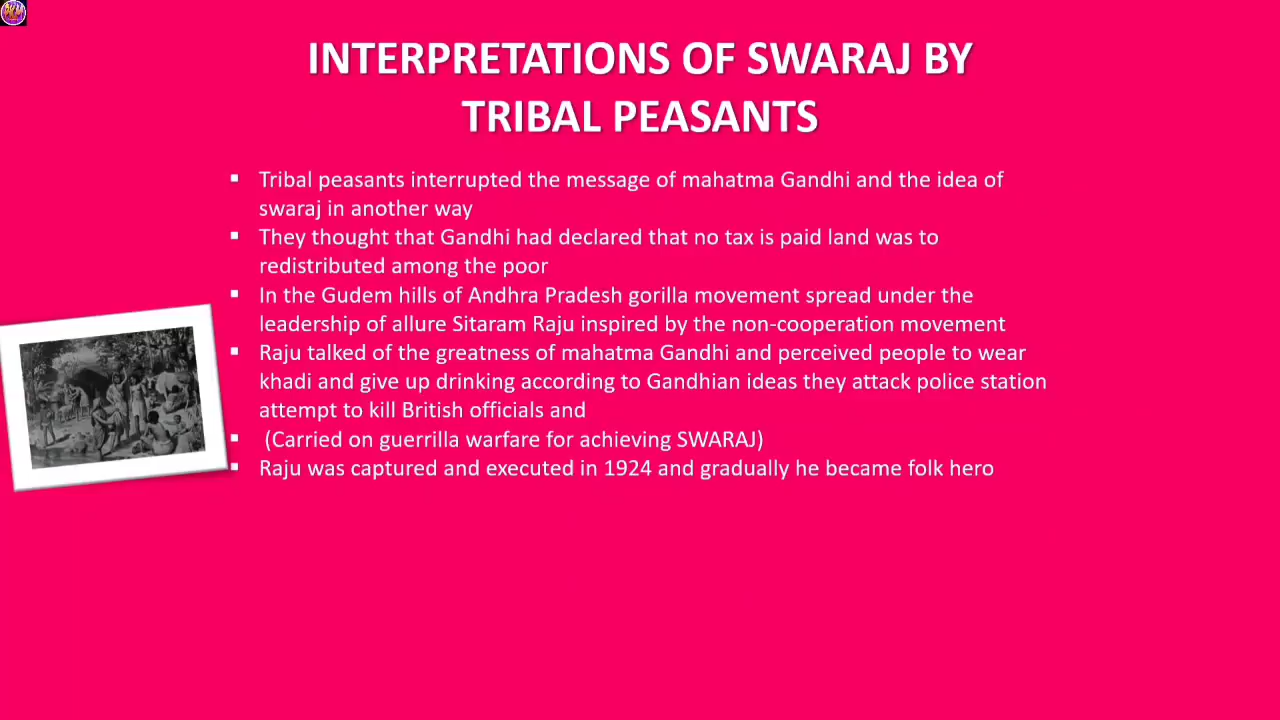 PKM
INTERPRETATIONS OF SWARAJ BY
TRIBAL PEASANTS
▪ Tribal peasants interrupted the message of mahatma Gandhi and the idea of
swaraj in another way
▪ They thought that Gandhi had declared that no tax is paid land was to
redistributed among the poor
▪ In the Gudem hills of Andhra Pradesh gorilla movement spread under the
leadership of allure Sitaram Raju inspired by the non-cooperation movement
▪ Raju talked of the greatness of mahatma Gandhi and perceived people to wear
khadi and give up drinking according to Gandhian ideas they attack police station
attempt to kill British officials and
▪ (Carried on guerrilla warfare for achieving SWARAJ)
▪ Raju was captured and executed in 1924 and gradually he became folk hero